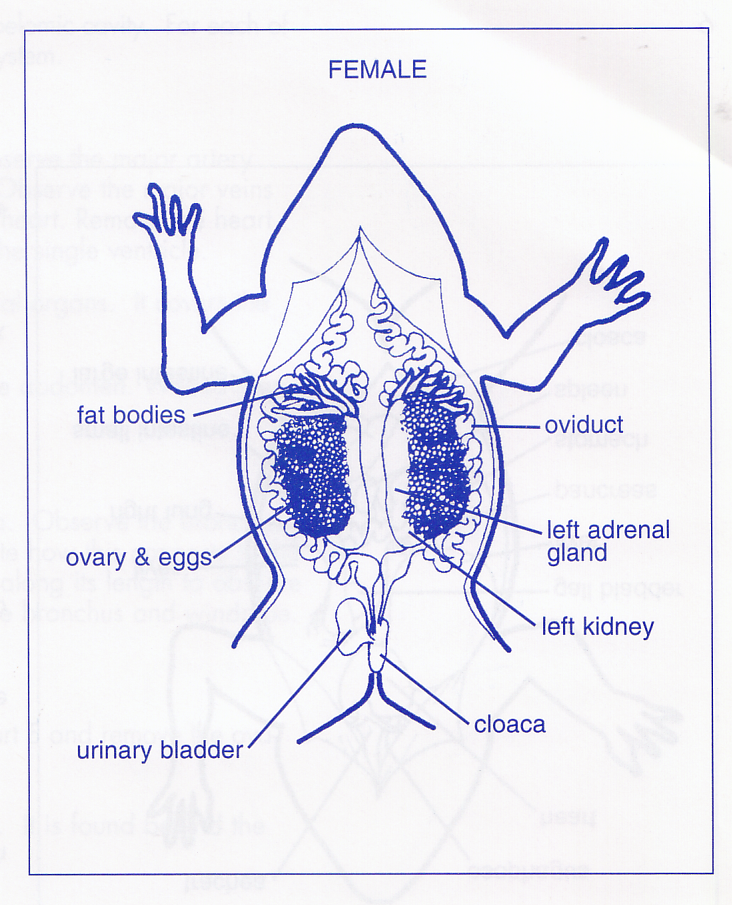 FEMALE
fat bodies
oviduct
ovary & eggs
left adrenal
gland
left kidney
cloaca
urinary bladder